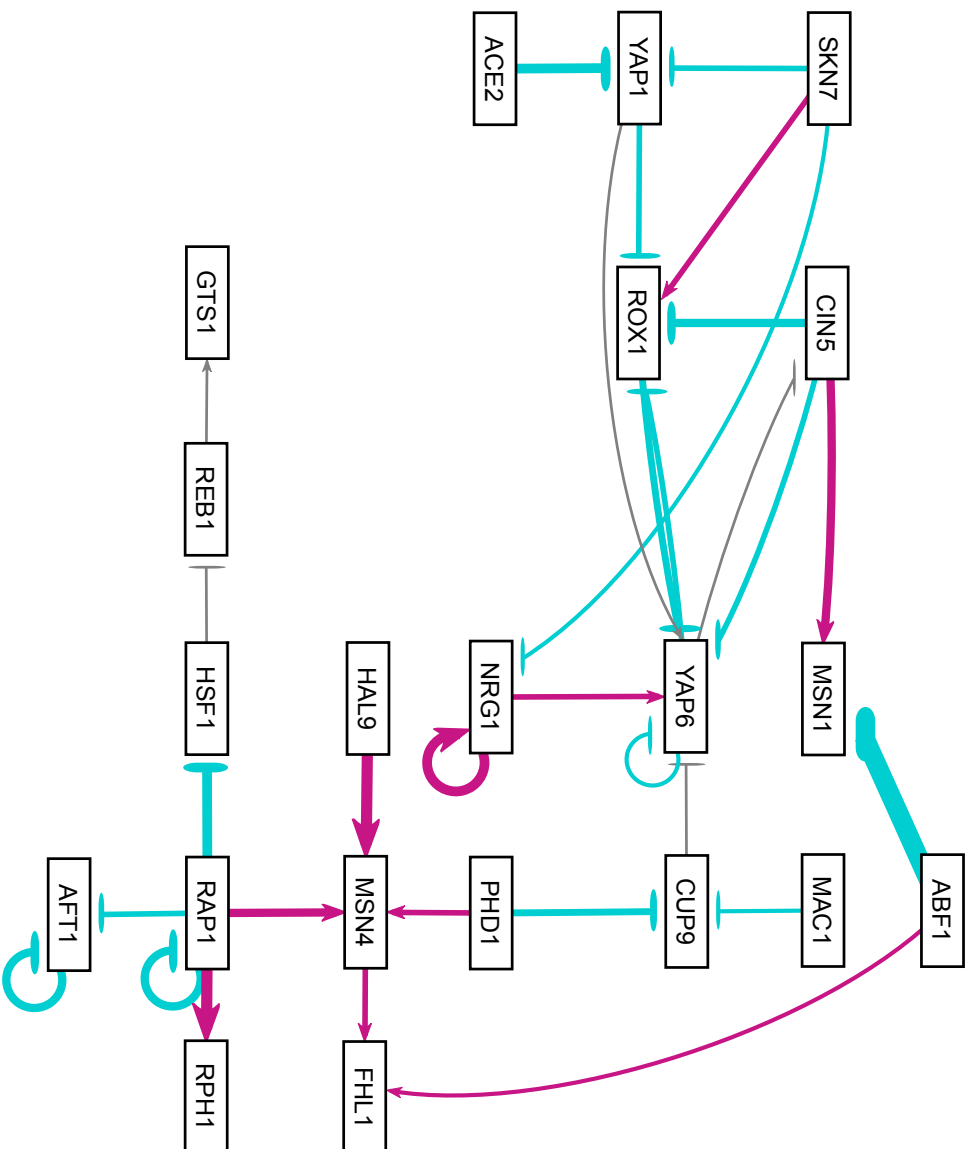 ACE2
YAP1
SKN7
GTS1
ROX1
CIN5
REB1
HSF1
HAL9
NRG1
YAP6
MSN1
AFT1
RAP1
MSN4
PHD1
CUP9
MAC1
ABF1
RPH1
FHL1